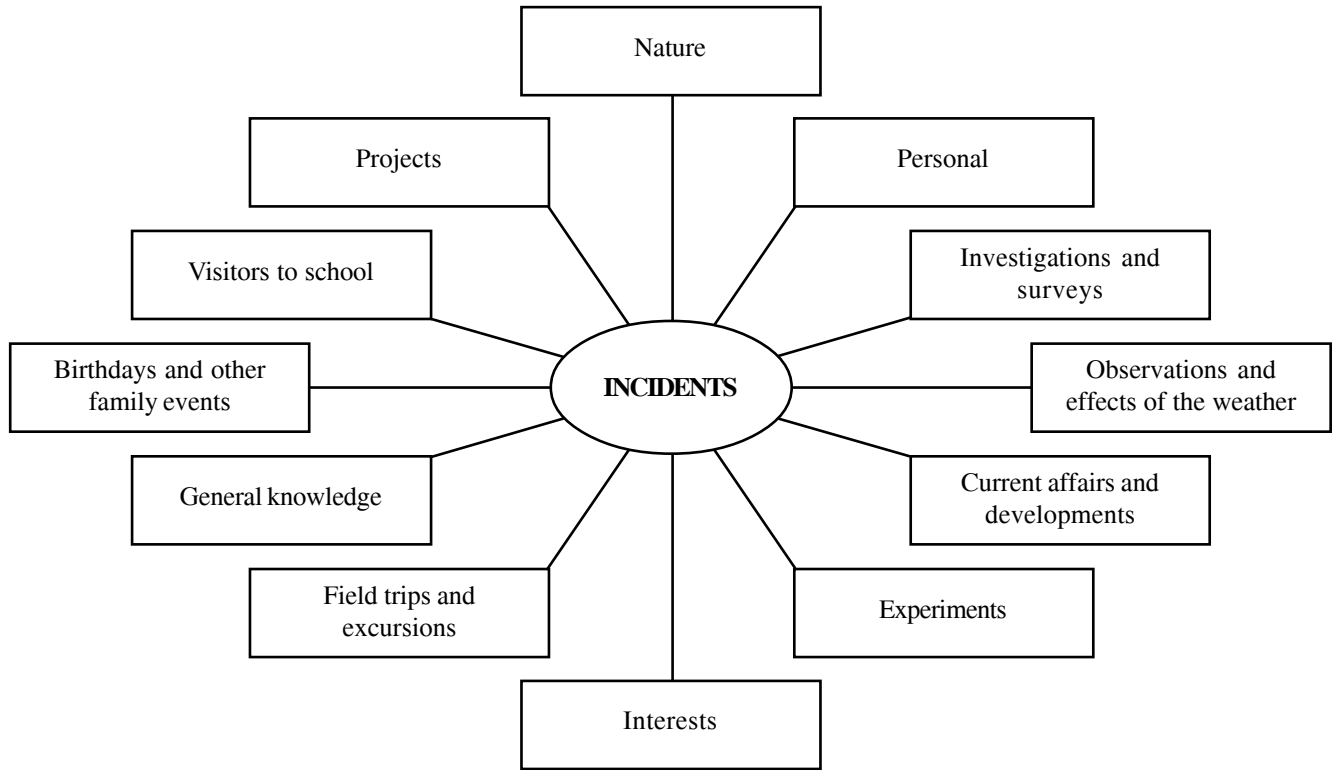 Nature
Projects
Personal
Visitors to school
Investigations and
surveys
Birthdays and other
family events
INCIDENTS
Observations and
effects of the weather
General knowledge
Current affairs and
developments
Field trips and
excursions
Experiments
Interests